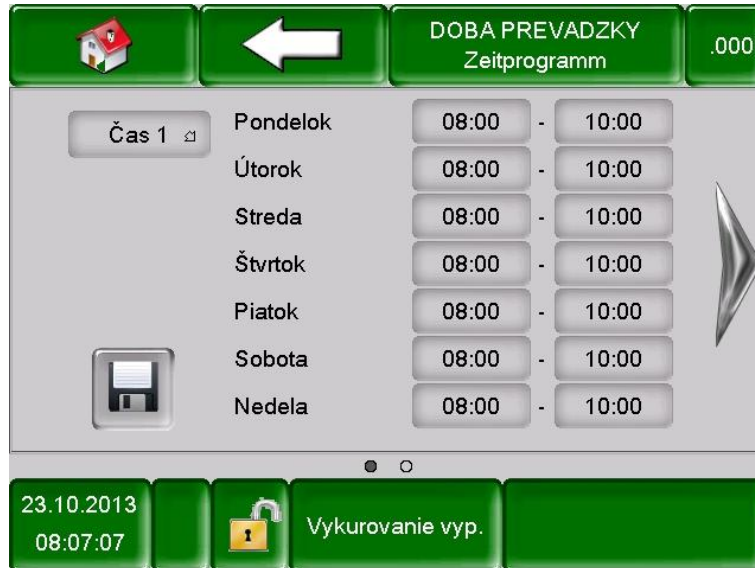 DOBA PREVADZKY
Zeitprogramm
.000
Čas 1
Pondelok 08:00 - 10:00
Útorok 08:00 - 10:00
Streda 08:00 - 10:00
Štvrtok 08:00 - 10:00
Piatok 08:00 - 10:00
Sobota 08:00 - 10:00
Nedela 08:00 - 10:00
23.10.2013
08:07:07
Vykurovanie vyp.